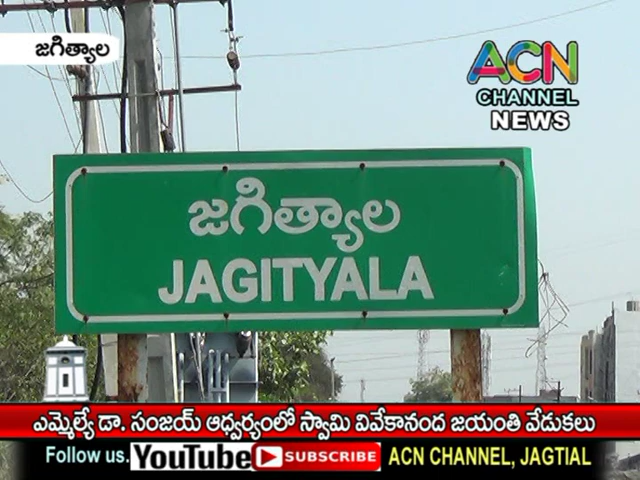 జగిత్యాల
ACN
CHANNEL
NEWS
జగిత్యాల
JAGITYALA
ఎమ్మెల్యే డా. సంజయ్ ఆధ్వర్యంలో స్వామి వివేకానంద జయంతి వేడుకలు
Follow us. YouTube SUBSCRIBE ACN CHANNEL, JAGTIAL